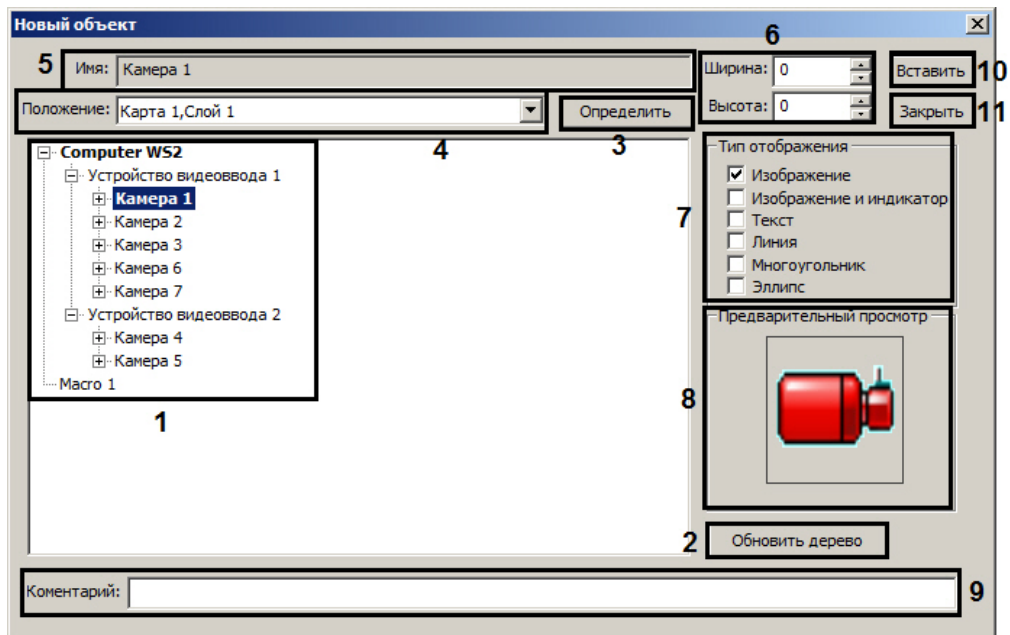 Новый объект
6
5 Имя: Камера 1 Ширина: 0 Вставить 10
Положение: Карта 1,Слой 1 Определить Высота: 0 Закрыть 11
4 3
Computer WS2
Устройство видеоввода 1
Камера 1
Камера 2
Камера 3
Камера 6
Камера 7
Устройство видеоввода 2
Камера 4
Камера 5
Macro 1
1
Тип отображения
Изображение
Изображение и индикатор
7 Текст
Линия
Многоугольник
Эллипс
Предварительный просмотр
8
2 Обновить дерево
Коментарий: 9